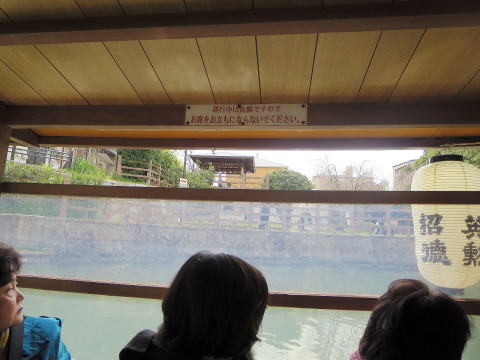 運行中は危険ですので
お席をお立ちにならないでください。
英勲
招德